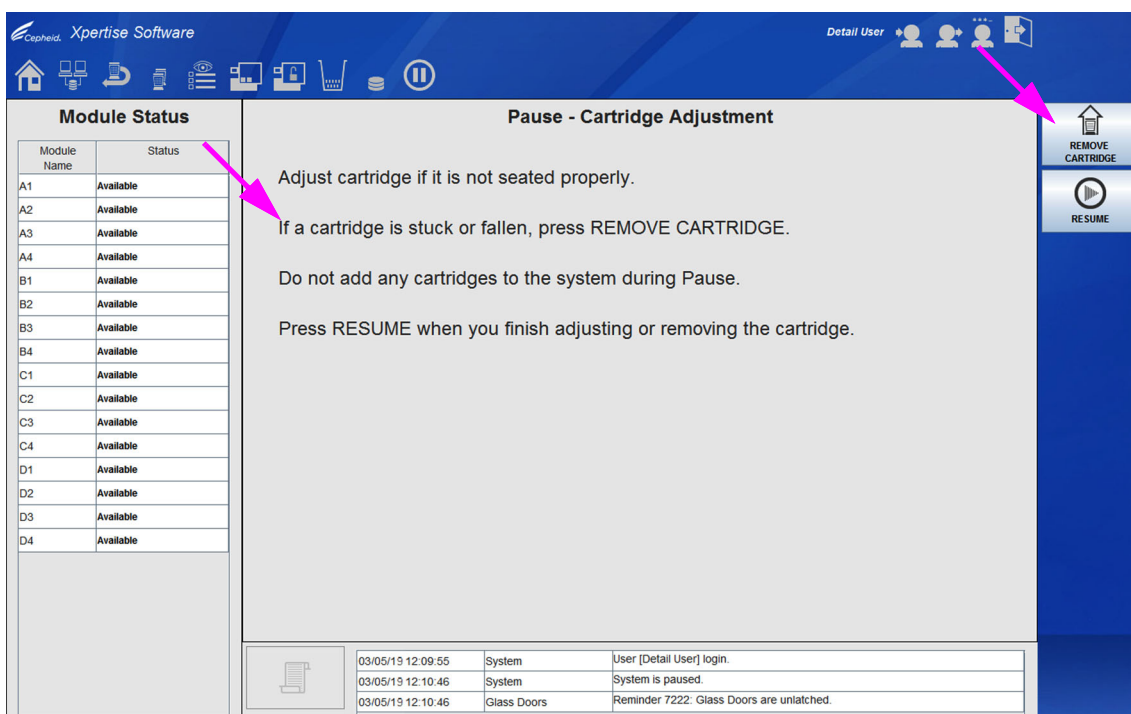 Cepheid. Xpertise Software
Detail User
Module Status
Module Name Status
A1 Available
A2 Available
A3 Available
A4 Available
B1 Available
B2 Available
B3 Available
B4 Available
C1 Available
C2 Available
C3 Available
C4 Available
D1 Available
D2 Available
D3 Available
D4 Available
Pause - Cartridge Adjustment
Adjust cartridge if it is not seated properly.
If a cartridge is stuck or fallen, press REMOVE CARTRIDGE.
Do not add any cartridges to the system during Pause.
Press RESUME when you finish adjusting or removing the cartridge.
REMOVE
CARTRIDGE
RESUME
03/05/19 12:09:55 System User [Detail User] login.
03/05/19 12:10:46 System System is paused.
03/05/19 12:10:46 Glass Doors Reminder 7222: Glass Doors are unlatched.